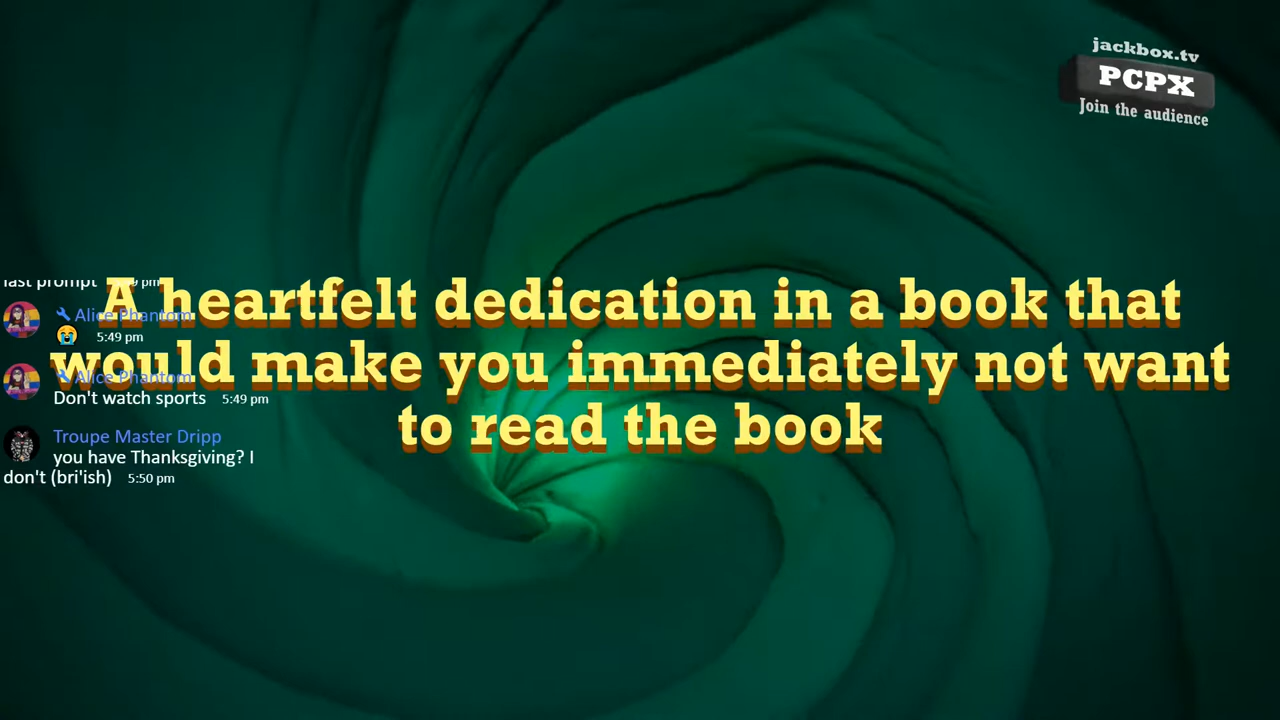 jackbox.tv
PCPX
Join the audience
A heartfelt dedication in a book that
would make you immediately not want
to read the book
last prompt pm
Alice Phantom
😭 5:49 pm
Alice Phantom
Don't watch sports 5:49 pm
Troupe Master Dripp
you have Thanksgiving? I
don't (bri'ish) 5:50 pm